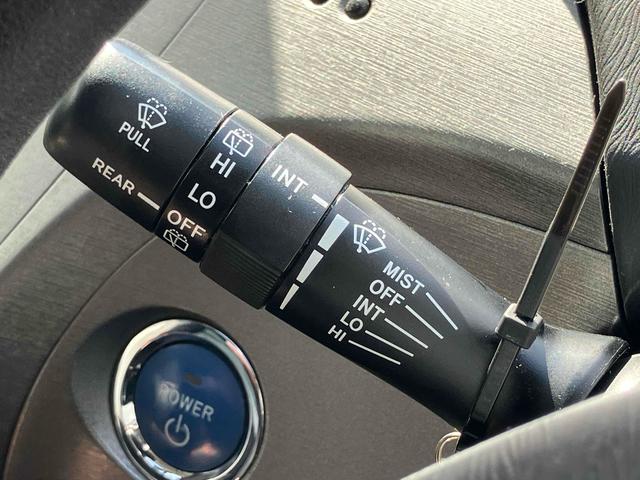 PULL
REAR
HI
LO
OFF
INT
MIST
OFF
INT
LO
HI
POWER